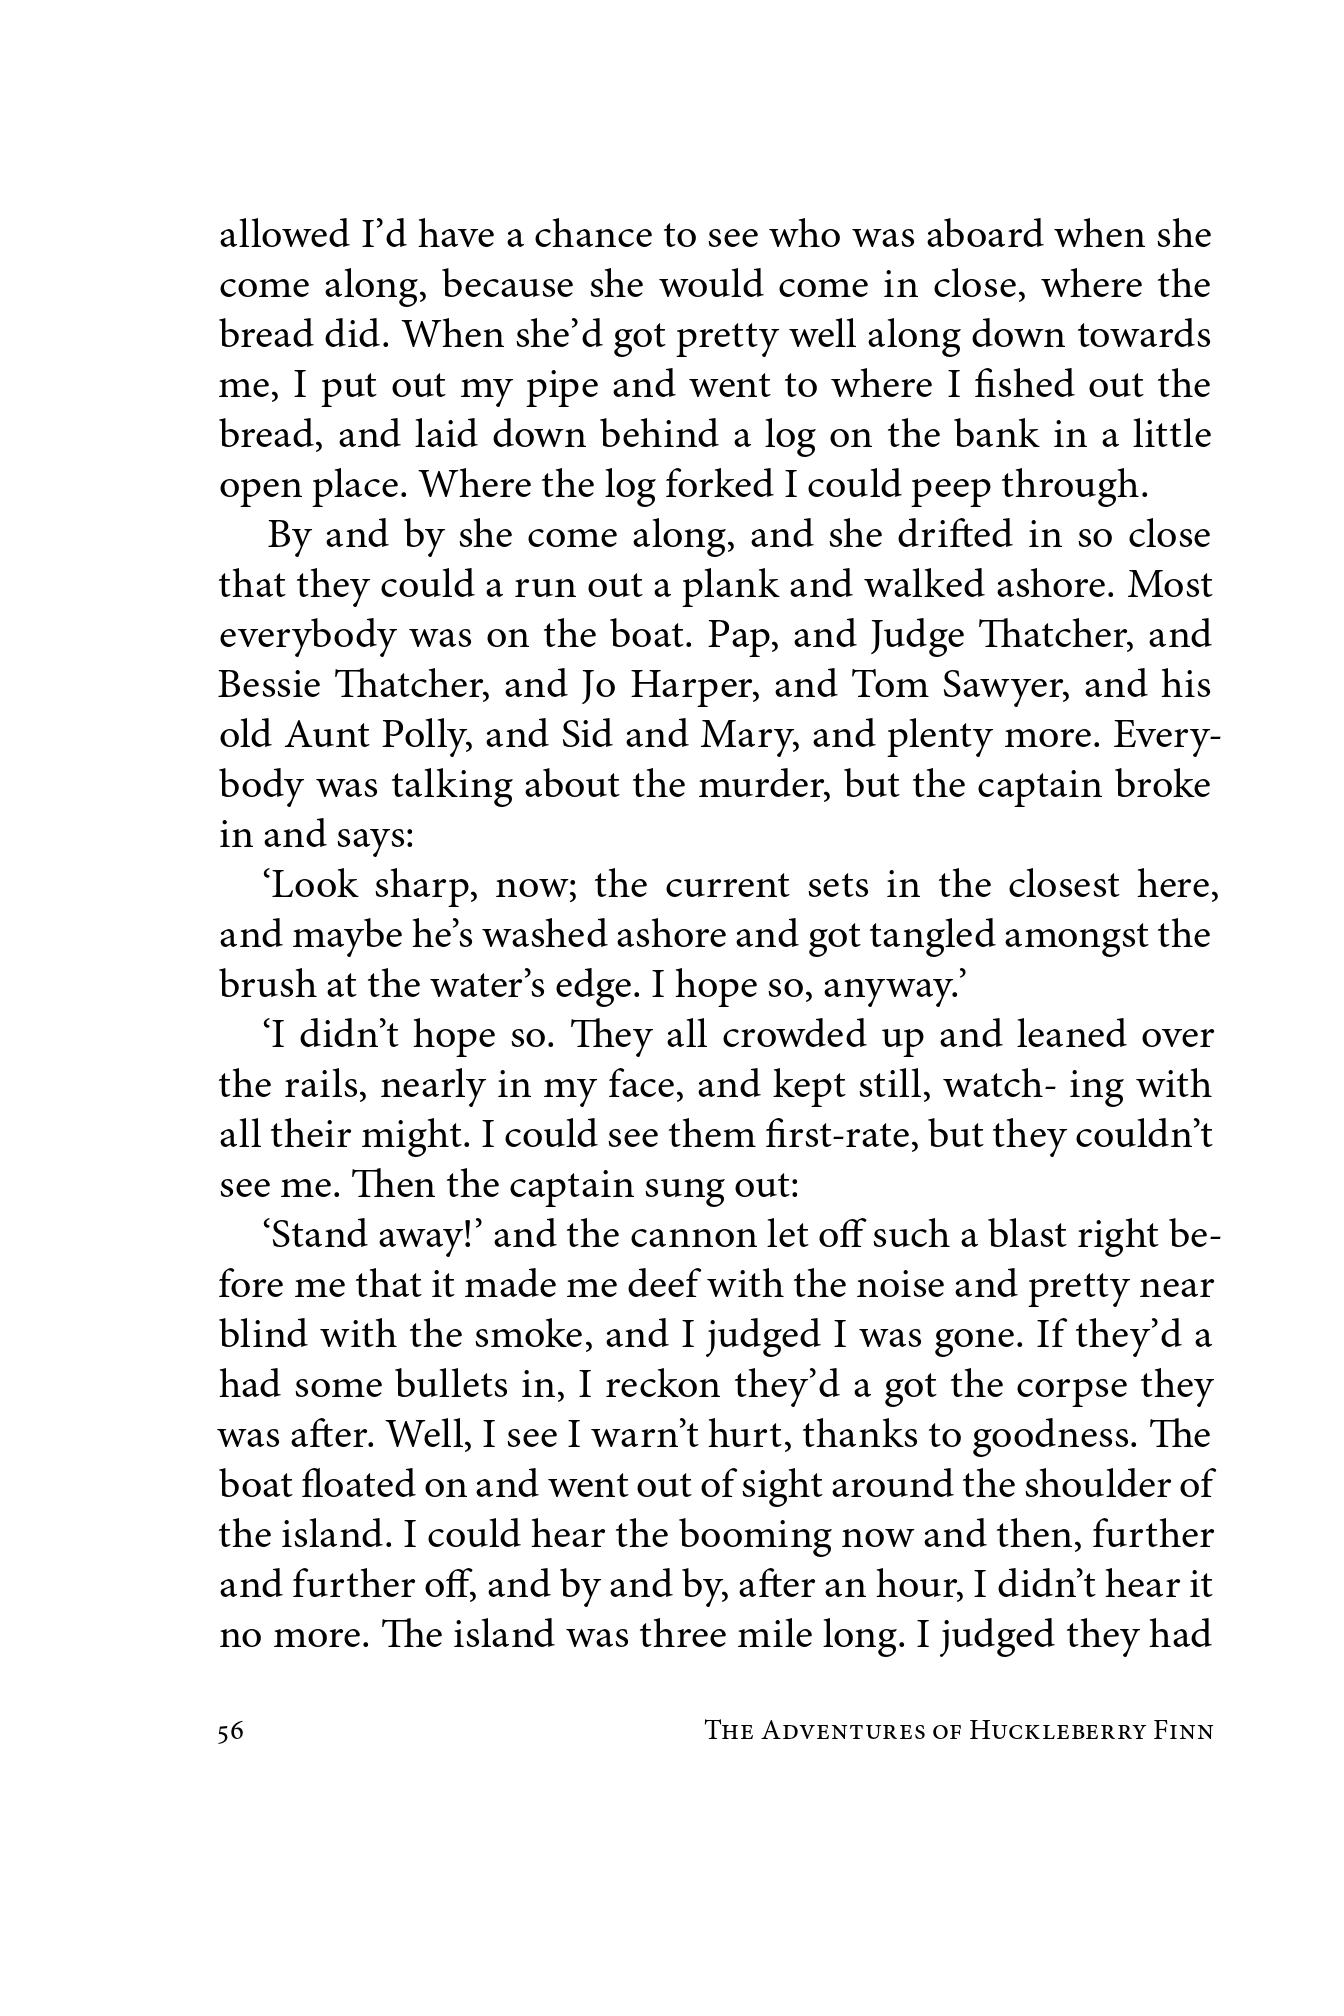 allowed I’d have a chance to see who was aboard when she
come along, because she would come in close, where the
bread did. When she’d got pretty well along down towards
me, I put out my pipe and went to where I fished out the
bread, and laid down behind a log on the bank in a little
open place. Where the log forked I could peep through.
By and by she come along, and she drifted in so close
that they could a run out a plank and walked ashore. Most
everybody was on the boat. Pap, and Judge Thatcher, and
Bessie Thatcher, and Jo Harper, and Tom Sawyer, and his
old Aunt Polly, and Sid and Mary, and plenty more. Every-
body was talking about the murder, but the captain broke
in and says:
‘Look sharp, now; the current sets in the closest here,
and maybe he’s washed ashore and got tangled amongst the
brush at the water’s edge. I hope so, anyway.’
‘I didn’t hope so. They all crowded up and leaned over
the rails, nearly in my face, and kept still, watch- ing with
all their might. I could see them first-rate, but they couldn’t
see me. Then the captain sung out:
‘Stand away!’ and the cannon let off such a blast right be-
fore me that it made me deef with the noise and pretty near
blind with the smoke, and I judged I was gone. If they’d a
had some bullets in, I reckon they’d a got the corpse they
was after. Well, I see I warn’t hurt, thanks to goodness. The
boat floated on and went out of sight around the shoulder of
the island. I could hear the booming now and then, further
and further off, and by and by, after an hour, I didn’t hear it
no more. The island was three mile long. I judged they had
56 The Adventures of Huckleberry Finn